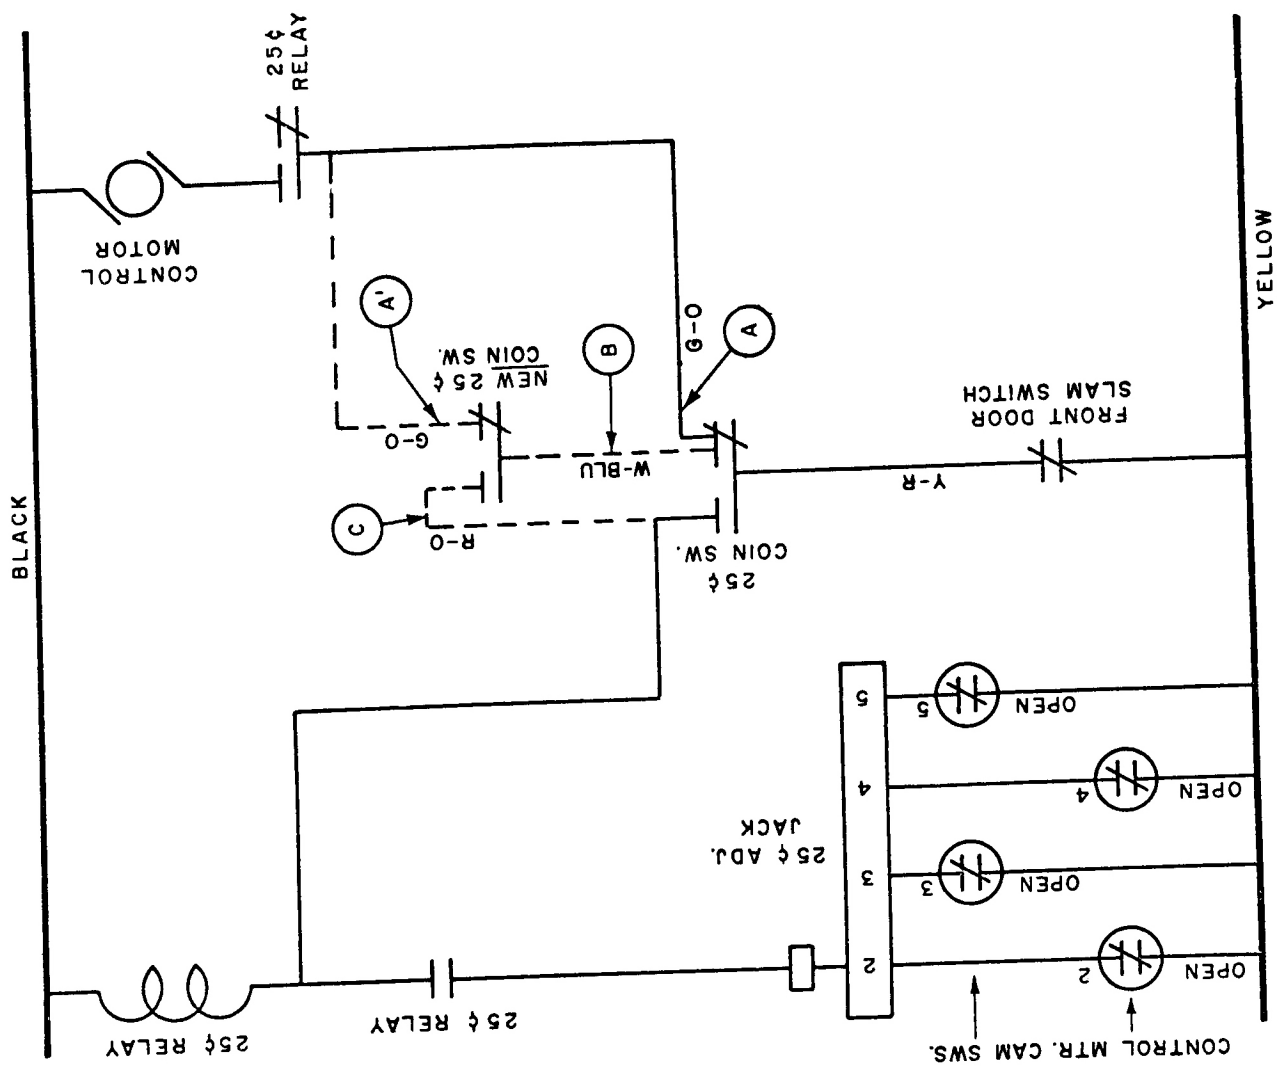 BLACK
25¢
RELAY
CONTROL
MOTOR
A'
NEW 25¢
COIN SW.
G-O
B
W-BLU
G-O
A
C
R-O
25¢
COIN SW.
Y-R
FRONT DOOR
SLAM SWITCH
YELLOW
25¢ RELAY
25¢ RELAY
25¢ ADJ.
JACK
5
4
3
2
5
OPEN
4
OPEN
3
OPEN
2
OPEN
CONTROL MTR. CAM SWS.